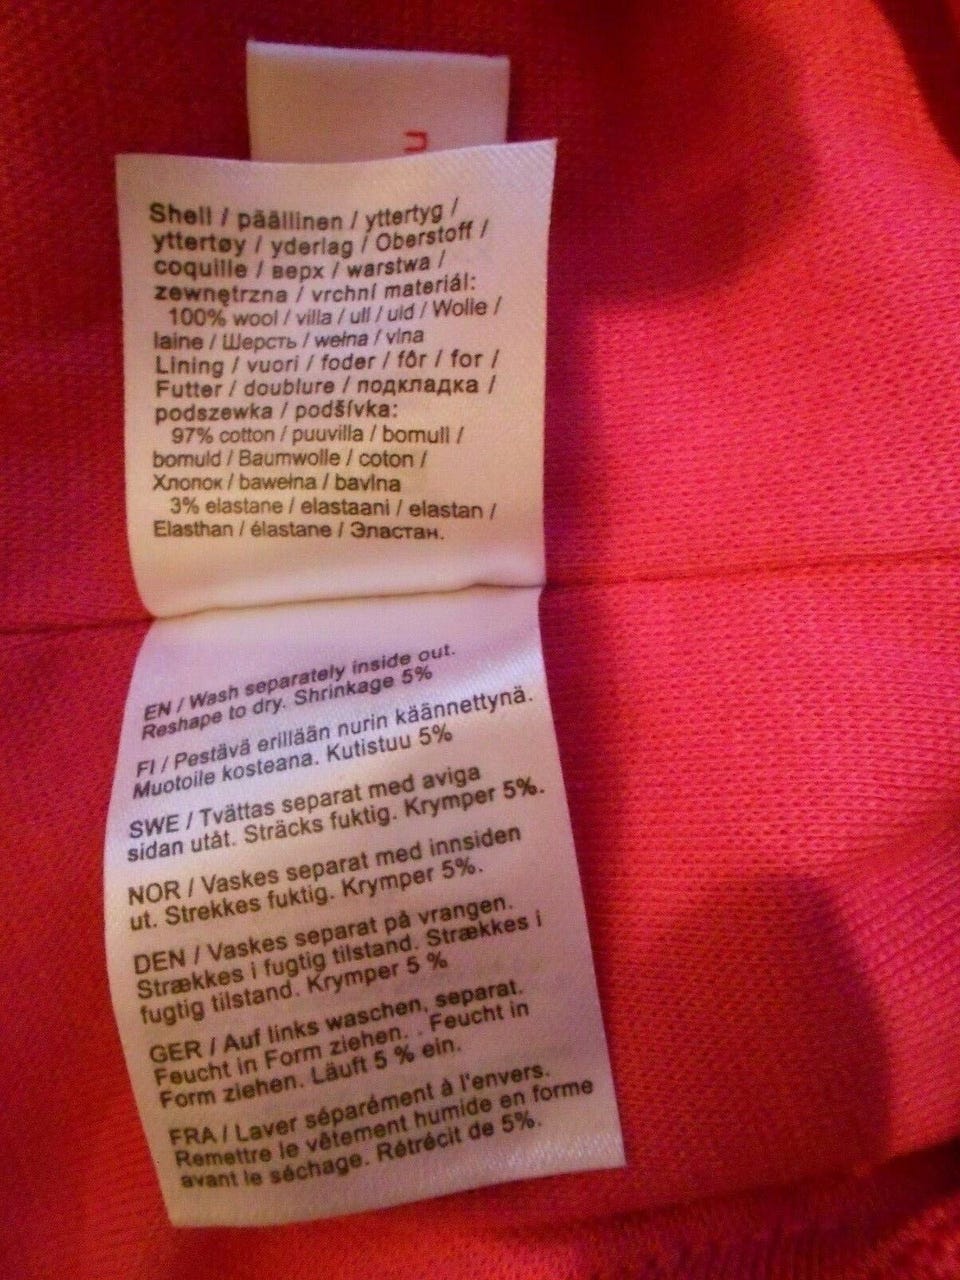 n
Shell / päällinen / yttertyg /
yttertøy / yderlag / Oberstoff /
coquille / верх / warstwa /
zewnętrzna / vrchní materiál:
100% wool / villa / ull / uld / Wolle /
laine / Шерсть / wełna / vlna
Lining / vuori / foder / fôr / for /
Futter / doublure / подкладка /
podszewka / podšívka:
97% cotton / puuvilla / bomull /
bomuld / Baumwolle / coton /
Хлопок / bawełna / bavlna
3% elastane / elastaani / elastan /
Elasthan / élastane / Эластан.
EN / Wash separately inside out.
Reshape to dry. Shrinkage 5%
FI / Pestävä erillään nurin käännettynä.
Muotoile kosteana. Kutistuu 5%
SWE / Tvättas separat med aviga
sidan utåt. Sträcks fuktig. Krymper 5%.
NOR / Vaskes separat med innsiden
ut. Strekkes fuktig. Krymper 5%.
DEN / Vaskes separat på vrangen.
Strækkes i fugtig tilstand. Strækkes i
fugtig tilstand. Krymper 5 %
GER / Auf links waschen, separat.
Feucht in Form ziehen. . Feucht in
Form ziehen. Läuft 5 % ein.
FRA / Laver séparément à l'envers.
Remettre le vêtement humide en forme
avant le séchage. Rétrécit de 5%.